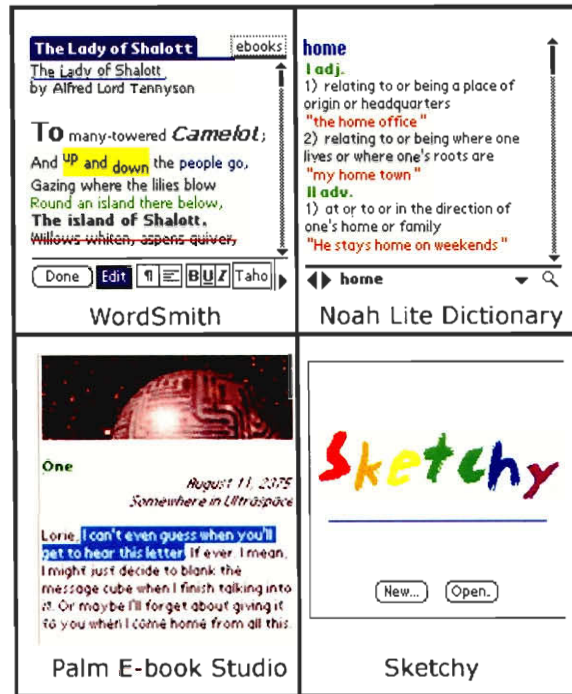 The Lady of Shalott ebooks
The Lady of Shalott
by Alfred Lord Tennyson
To many-towered Camelot;
And up and down the people go,
Gazing where the lilies blow
Round an island there below,
The island of Shalott.
Willows whiten, aspens quiver,
Done Edit ¶ B U I Taho
WordSmith
home
I adj.
1) relating to or being a place of
origin or headquarters
"the home office "
2) relating to or being where one
lives or where one's roots are
"my home town "
II adv.
1) at or to or in the direction of
one's home or family
"He stays home on weekends "
home
Noah Lite Dictionary
One
August 11, 2375
Somewhere in Ultraspace
Lorie, I can't even guess when you'll
get to hear this letter. If ever. I mean,
I might just decide to blank the
message cube when I finish talking into
it. Or maybe I'll forget about giving it
to you when I come home from all this.
Palm E-book Studio
Sketchy
New... Open.
Sketchy